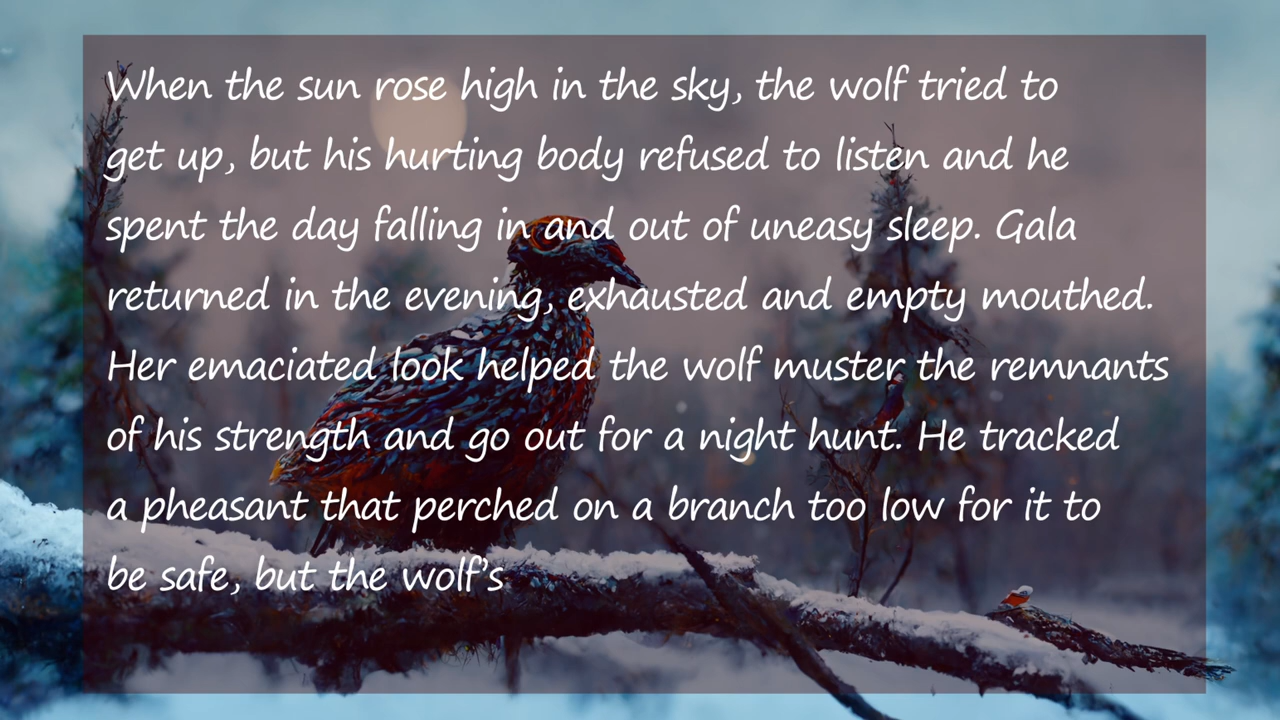 When the sun rose high in the sky, the wolf tried to
get up, but his hurting body refused to listen and he
spent the day falling in and out of uneasy sleep. Gala
returned in the evening, exhausted and empty mouthed.
Her emaciated look helped the wolf muster the remnants
of his strength and go out for a night hunt. He tracked
a pheasant that perched on a branch too low for it to
be safe, but the wolf’s